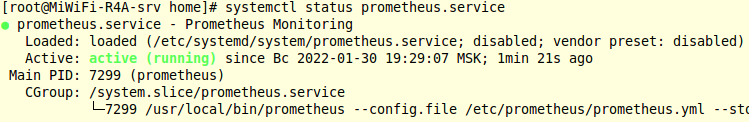 [root@MiWiFi-R4A-srv home]# systemctl status prometheus.service
● prometheus.service - Prometheus Monitoring
Loaded: loaded (/etc/systemd/system/prometheus.service; disabled; vendor preset: disabled)
Active: active (running) since Вс 2022-01-30 19:29:07 MSK; 1min 21s ago
Main PID: 7299 (prometheus)
CGroup: /system.slice/prometheus.service
└─7299 /usr/local/bin/prometheus --config.file /etc/prometheus/prometheus.yml --sto